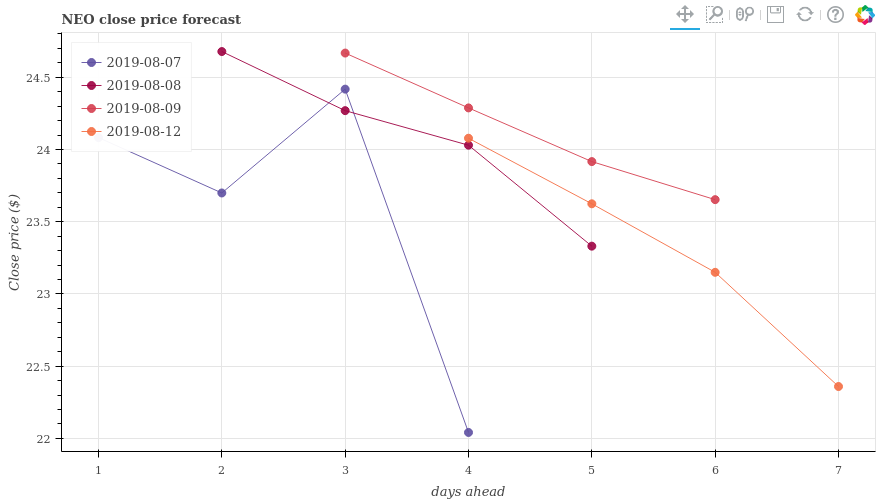 NEO close price forecast
2019-08-07
2019-08-08
2019-08-09
2019-08-12
24.5
24
23.5
23
22.5
22
Close price ($)
1 2 3 4 5 6 7
days ahead